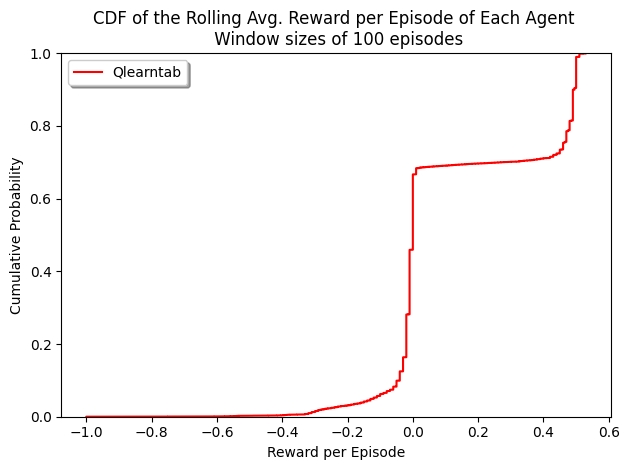 CDF of the Rolling Avg. Reward per Episode of Each Agent
Window sizes of 100 episodes
Qlearntab
Cumulative Probability
1.0
0.8
0.6
0.4
0.2
0.0
−1.0 −0.8 −0.6 −0.4 −0.2 0.0 0.2 0.4 0.6
Reward per Episode